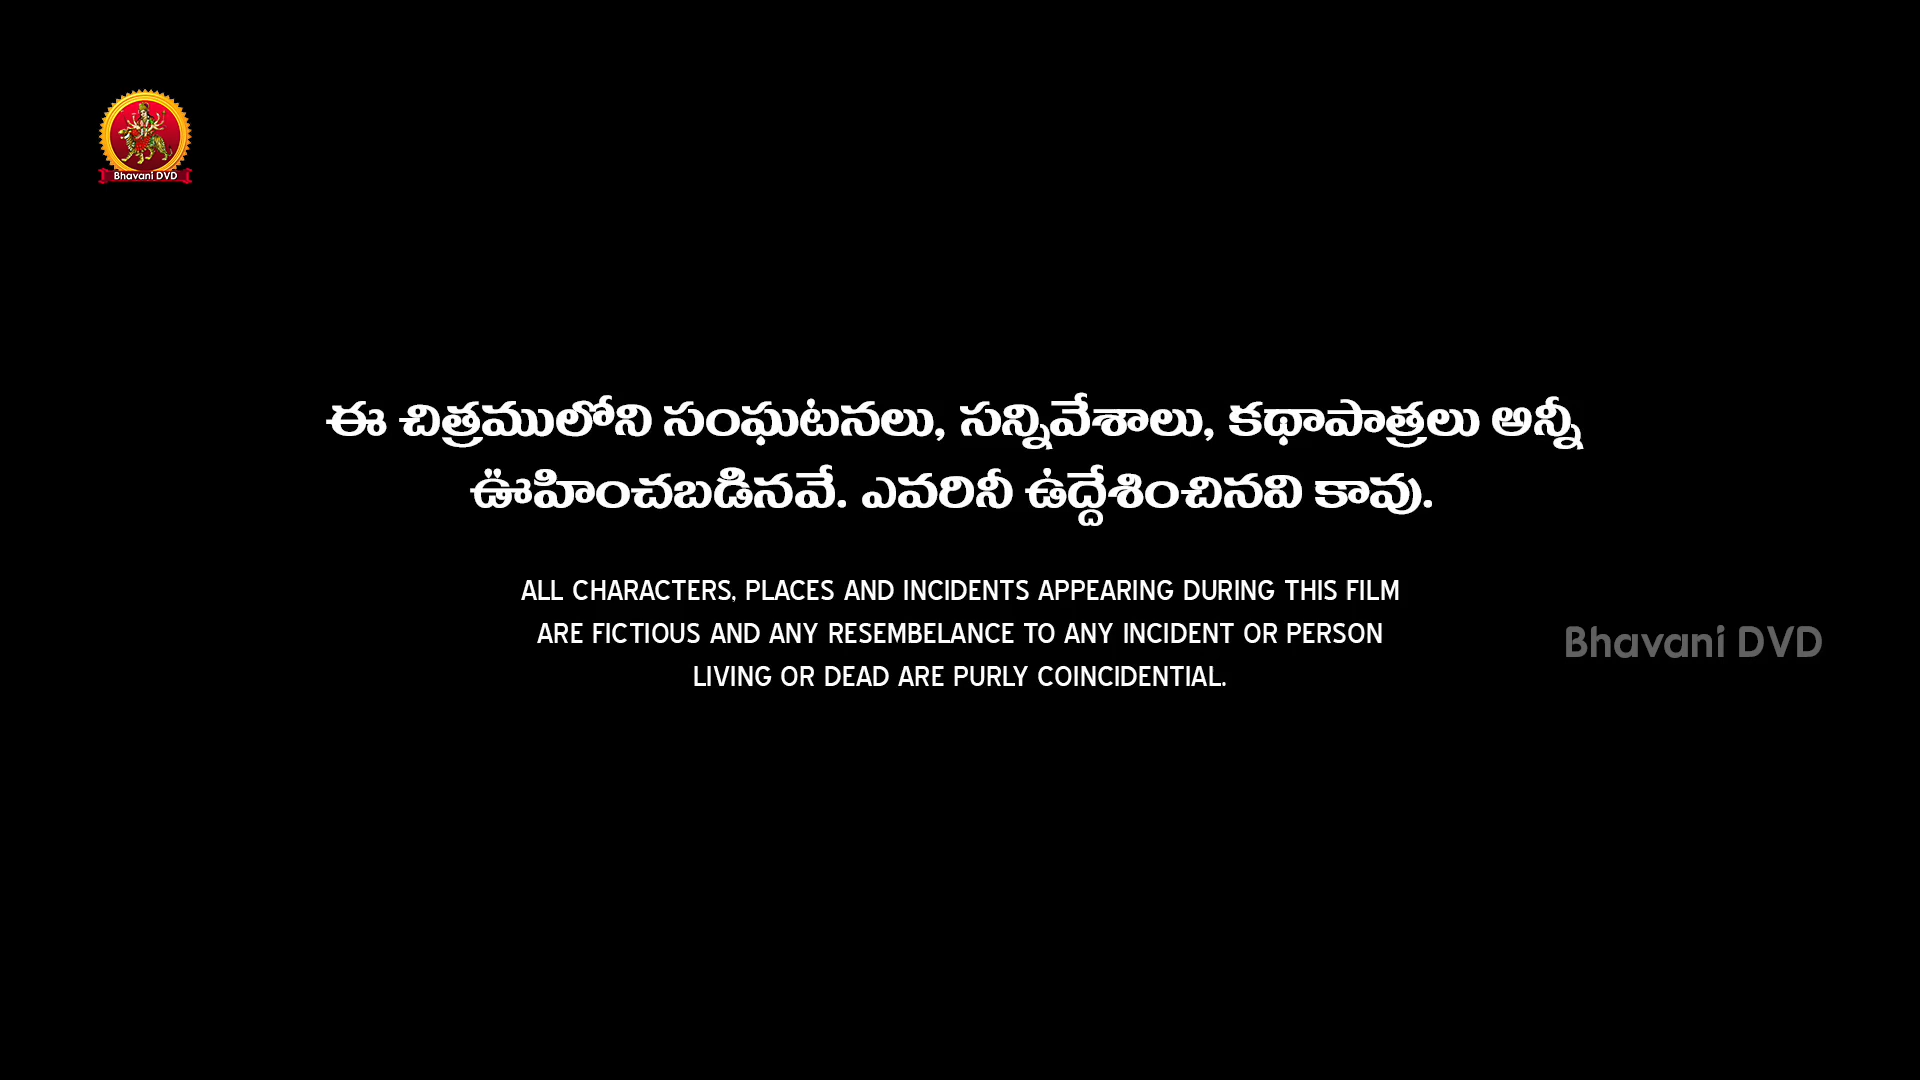 Bhavani DVD
ఈ చిత్రములోని సంఘటనలు, సన్నివేశాలు, కథాపాత్రలు అన్నీ
ఊహించబడినవే. ఎవరినీ ఉద్దేశించినవి కావు.
ALL CHARACTERS, PLACES AND INCIDENTS APPEARING DURING THIS FILM
ARE FICTIOUS AND ANY RESEMBELANCE TO ANY INCIDENT OR PERSON
LIVING OR DEAD ARE PURLY COINCIDENTIAL.
Bhavani DVD